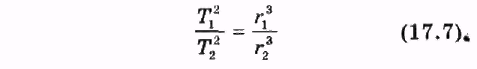 T₁²/T₂² = r₁³/r₂³ (17.7).